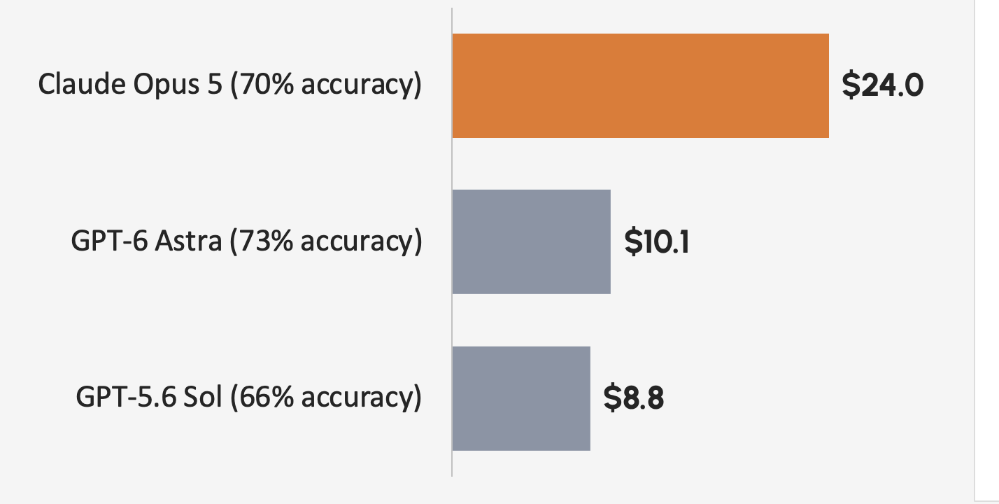 Claude Opus 5 (70% accuracy) $24.0
GPT-6 Astra (73% accuracy) $10.1
GPT-5.6 Sol (66% accuracy) $8.8